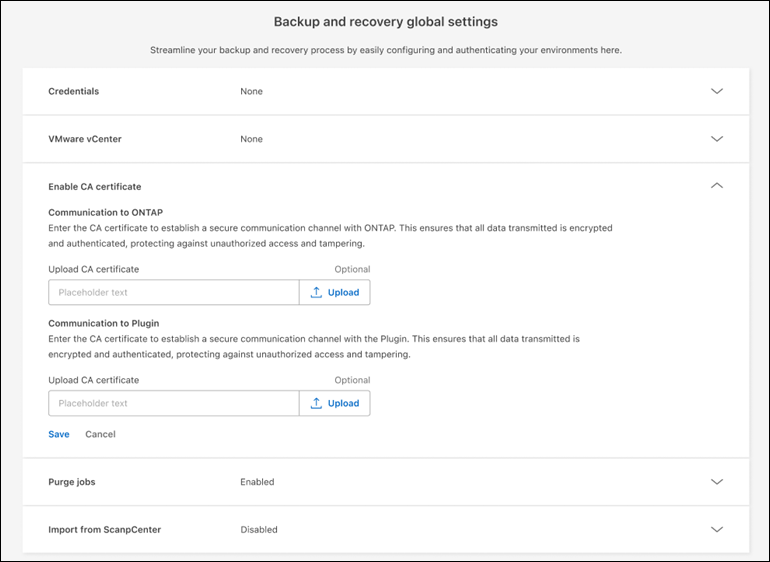 Backup and recovery global settings
Streamline your backup and recovery process by easily configuring and authenticating your environments here.
Credentials None
VMware vCenter None
Enable CA certificate
Communication to ONTAP
Enter the CA certificate to establish a secure communication channel with ONTAP. This ensures that all data transmitted is encrypted
and authenticated, protecting against unauthorized access and tampering.
Upload CA certificate Optional
Placeholder text Upload
Communication to Plugin
Enter the CA certificate to establish a secure communication channel with the Plugin. This ensures that all data transmitted is
encrypted and authenticated, protecting against unauthorized access and tampering.
Upload CA certificate Optional
Placeholder text Upload
Save Cancel
Purge jobs Enabled
Import from ScanpCenter Disabled